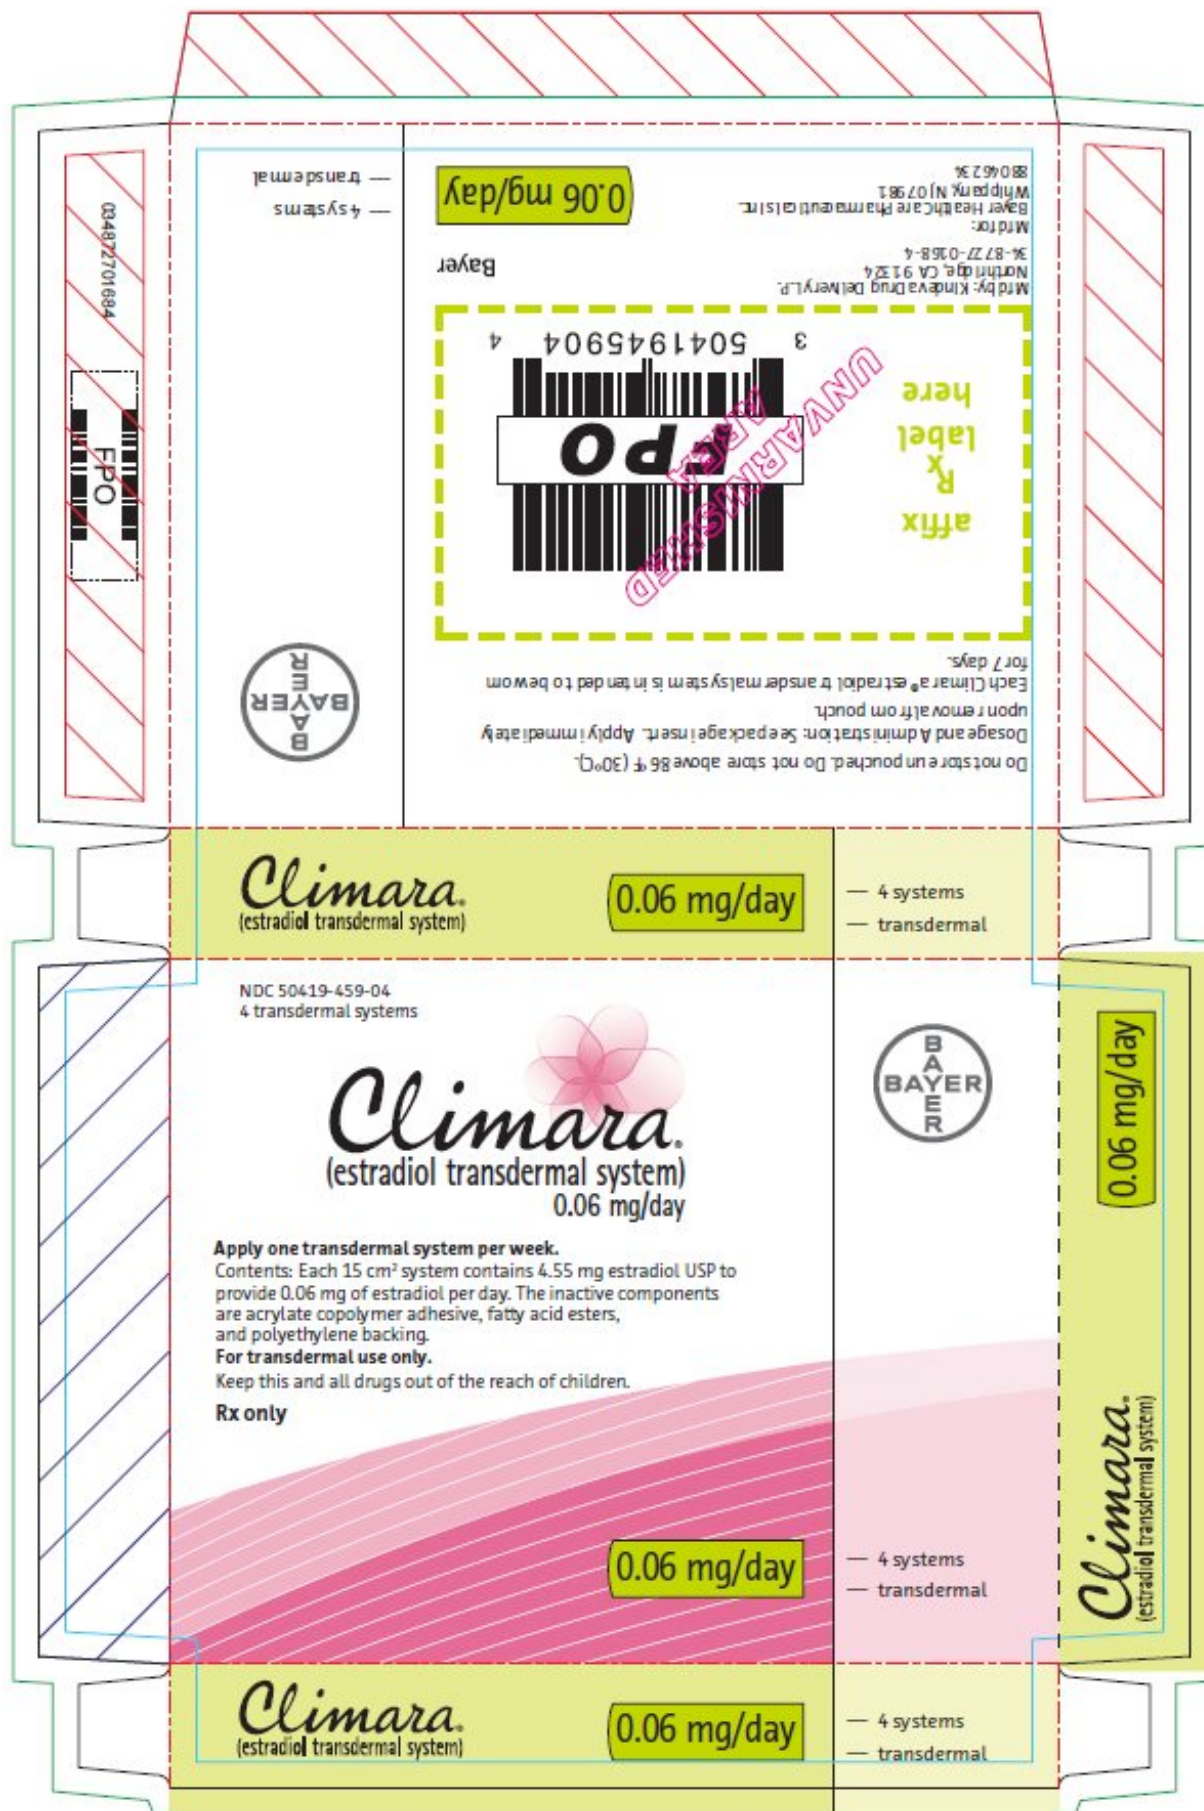 — 4 systems
— transdermal
0.06 mg/day
Bayer
Mfd by: Kindeva Drug Delivery L.P.
Northridge, CA 91324
34-8727-0168-4
Mfd for:
Bayer HealthCare Pharmaceuticals Inc.
Whippany, NJ 07981
88046234
affix
Rx
label
here
3 5041945904 4
FPO
UNVARNISHED
AREA
Do not store unpouched. Do not store above 86 °F (30°C).
Dosage and Administration: See package insert. Apply immediately
upon removal from pouch.
Each Climara® estradiol transdermal system is intended to be worn
for 7 days.
BAYER
BAYER
034872701684
FPO
Climara®
(estradiol transdermal system)
0.06 mg/day
— 4 systems
— transdermal
NDC 50419-459-04
4 transdermal systems
Climara®
(estradiol transdermal system)
0.06 mg/day
BAYER
BAYER
Apply one transdermal system per week.
Contents: Each 15 cm² system contains 4.55 mg estradiol USP to
provide 0.06 mg of estradiol per day. The inactive components
are acrylate copolymer adhesive, fatty acid esters,
and polyethylene backing.
For transdermal use only.
Keep this and all drugs out of the reach of children.
Rx only
0.06 mg/day
— 4 systems
— transdermal
Climara®
(estradiol transdermal system)
0.06 mg/day
Climara®
(estradiol transdermal system)
0.06 mg/day
— 4 systems
— transdermal